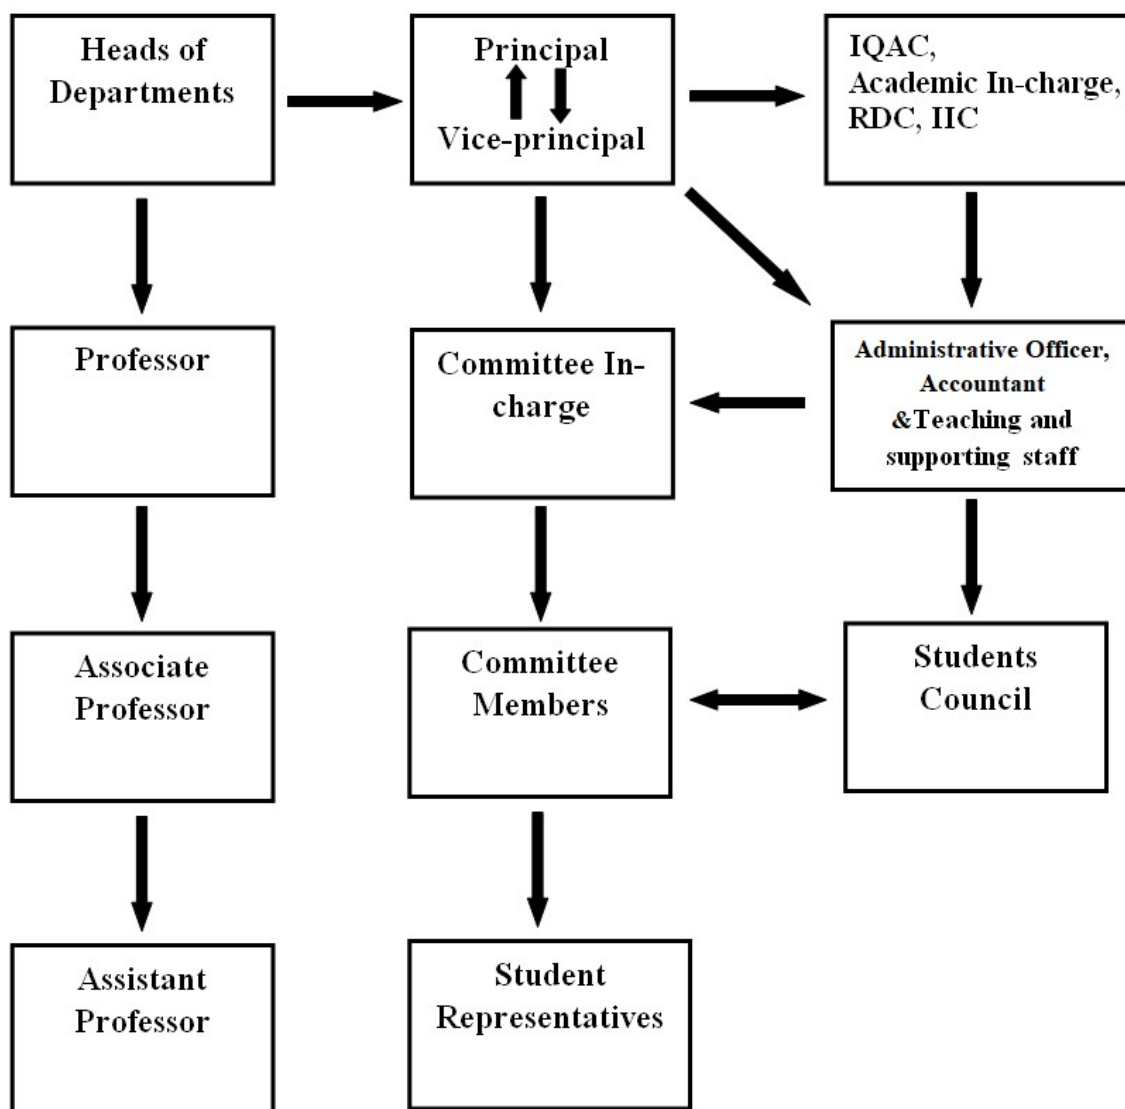 Heads of
Departments
Principal
Vice-principal
IQAC,
Academic In-charge,
RDC, IIC
Professor
Committee In-
charge
Administrative Officer,
Accountant
&Teaching and
supporting staff
Associate
Professor
Committee
Members
Students
Council
Assistant
Professor
Student
Representatives